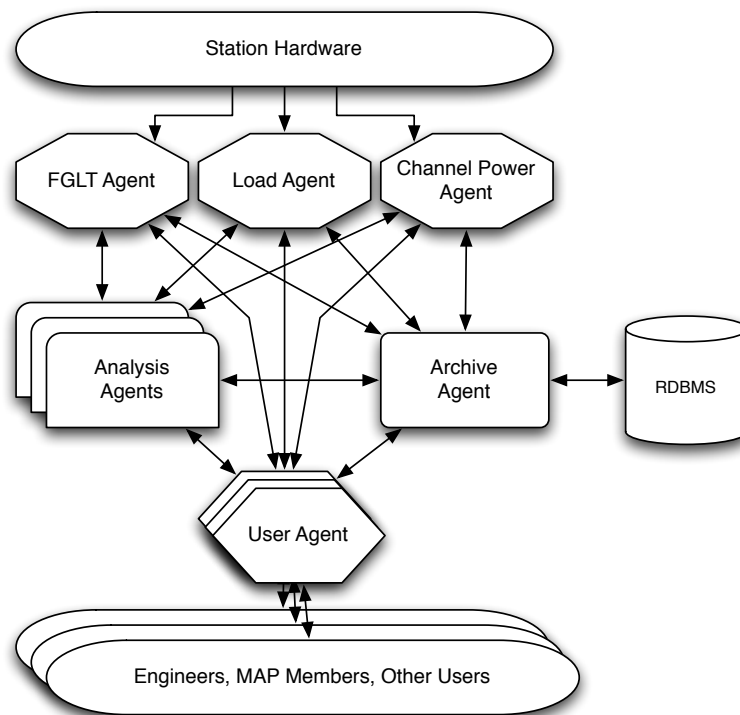 Station Hardware
FGLT Agent
Load Agent
Channel Power
Agent
Analysis
Agents
Archive
Agent
RDBMS
User Agent
Engineers, MAP Members, Other Users